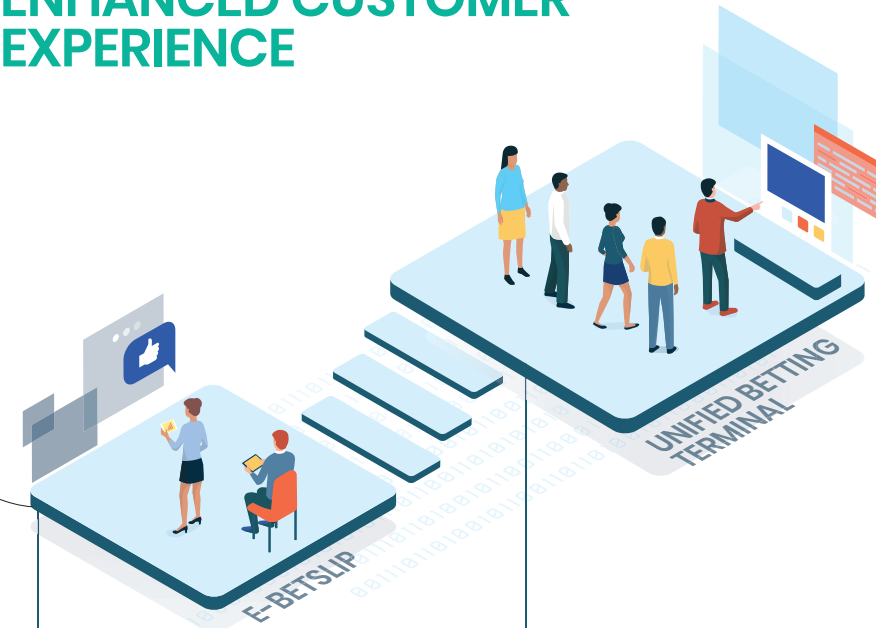 ENHANCED CUSTOMER
EXPERIENCE
UNIFIED BETTING
TERMINAL
E-BETSLIP